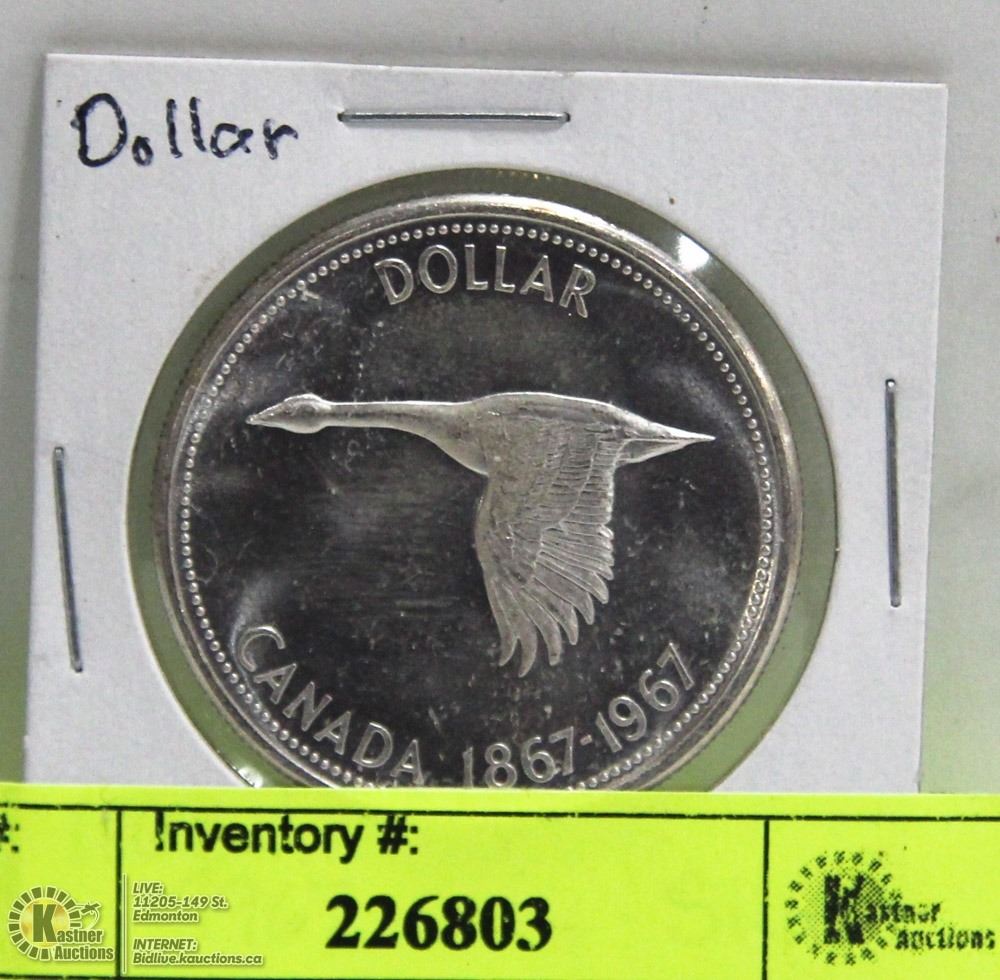 Dollar
DOLLAR
CANADA 1867-1967
#:
Inventory #:
226803
Kastner
Auctions
LIVE:
11205-149 St.
Edmonton
INTERNET:
Bidlive.kauctions.ca
Kastner
Auctions